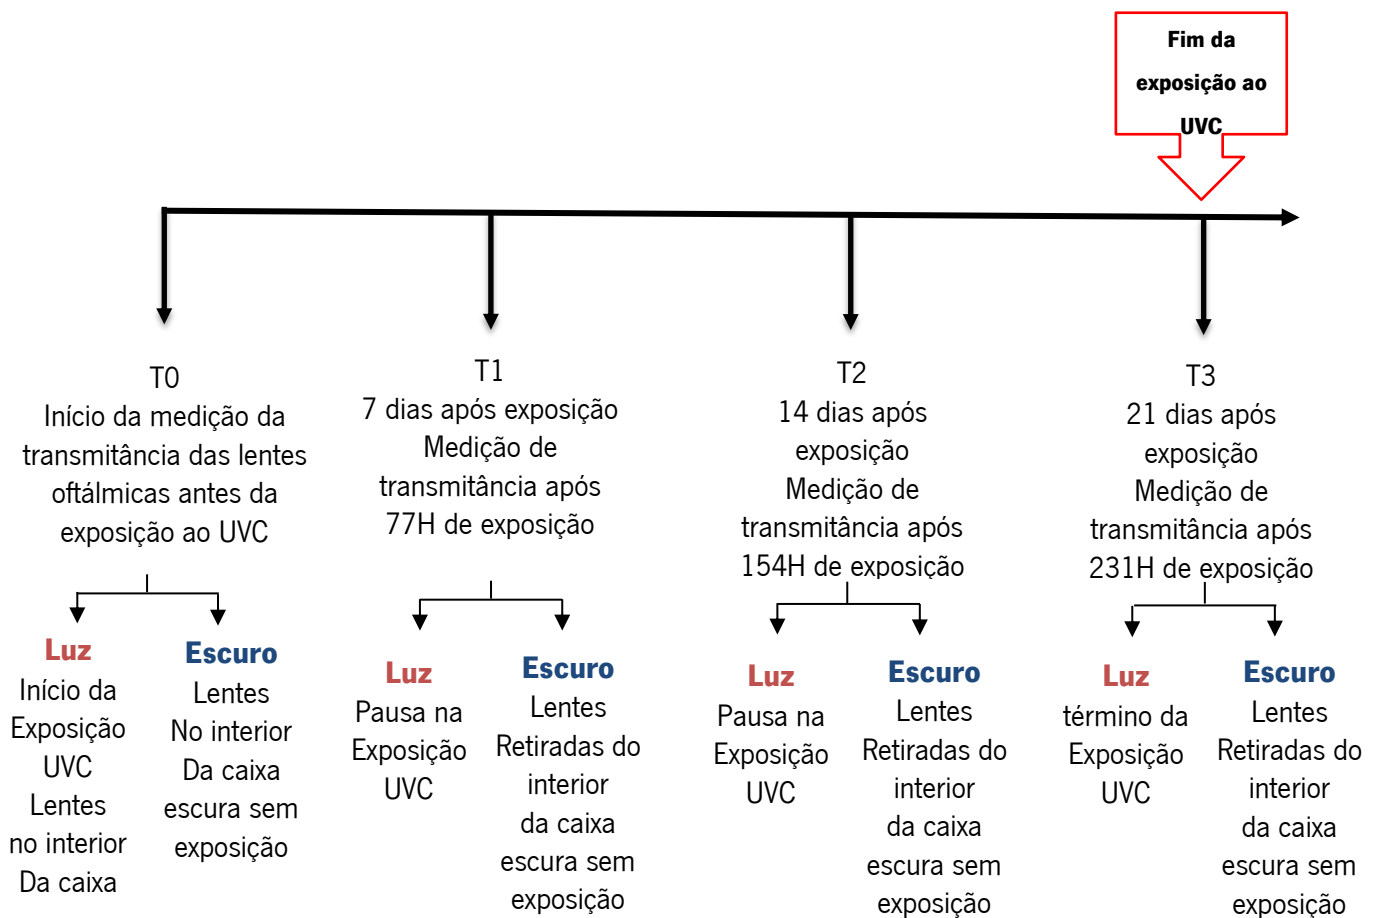 Fim da
exposição ao
UVC
T0
Início da medição da
transmitância das lentes
oftálmicas antes da
exposição ao UVC
Luz
Início da
Exposição
UVC
Lentes
no interior
Da caixa
Escuro
Lentes
No interior
Da caixa
escura sem
exposição
T1
7 dias após exposição
Medição de
transmitância após
77H de exposição
Luz
Pausa na
Exposição
UVC
Escuro
Lentes
Retiradas do
interior
da caixa
escura sem
exposição
T2
14 dias após
exposição
Medição de
transmitância após
154H de exposição
Luz
Pausa na
Exposição
UVC
Escuro
Lentes
Retiradas do
interior
da caixa
escura sem
exposição
T3
21 dias após
exposição
Medição de
transmitância após
231H de exposição
Luz
término da
Exposição
UVC
Escuro
Lentes
Retiradas do
interior
da caixa
escura sem
exposição